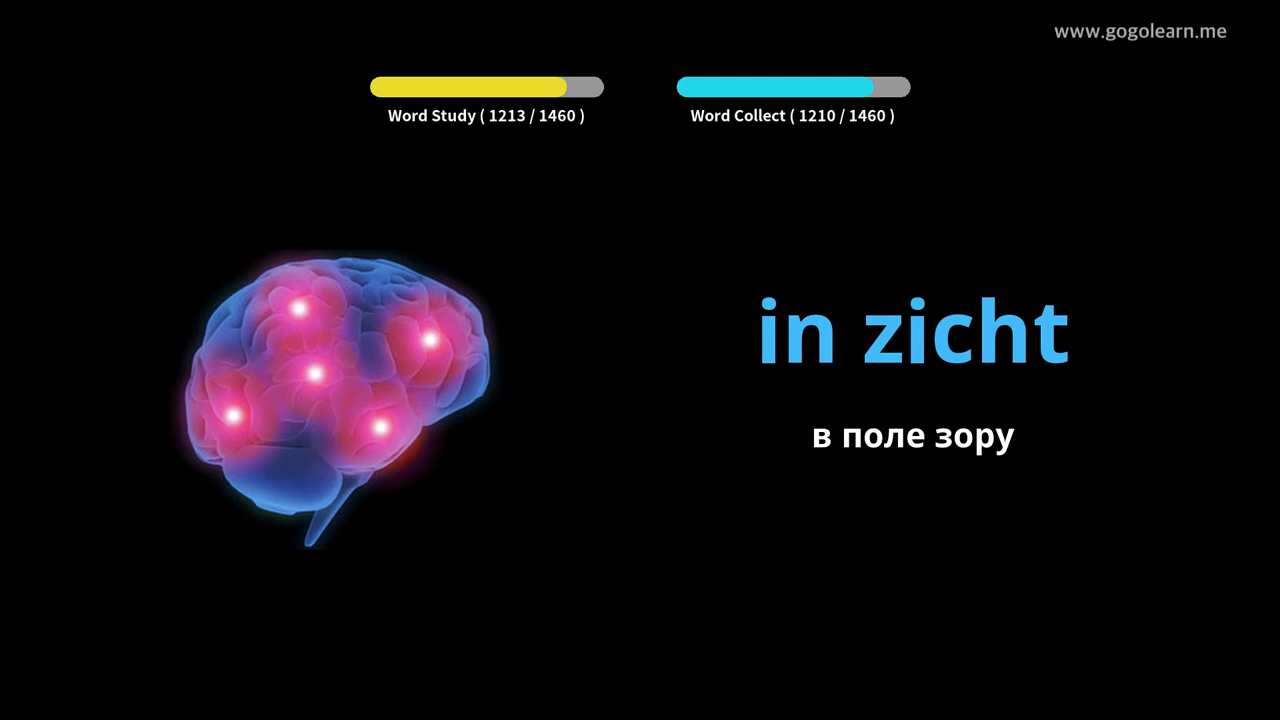 www.gogolearn.me
Word Study ( 1213 / 1460 )
Word Collect ( 1210 / 1460 )
in zicht
в поле зору